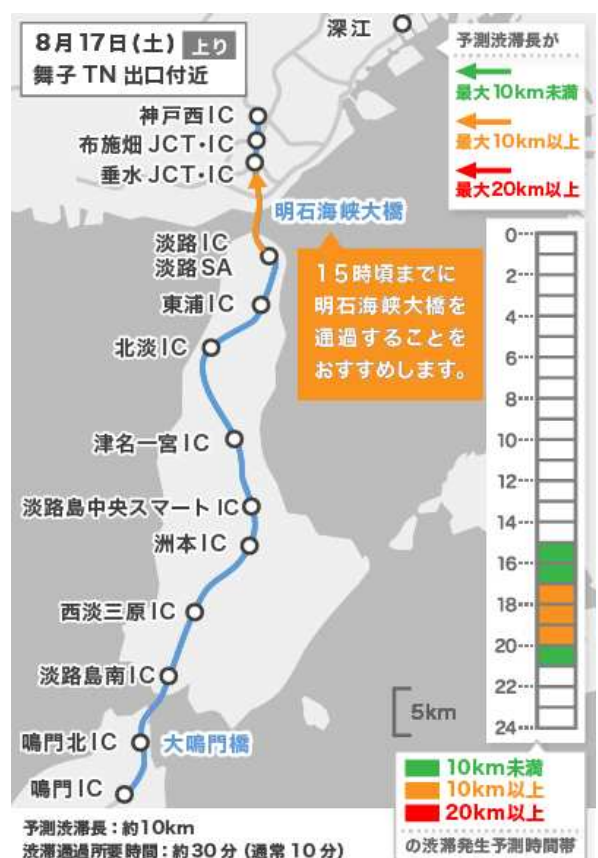 8月17日(土) 上り
舞子TN 出口付近
深江
予測渋滞長が
最大10km未満
最大10km以上
最大20km以上
神戸西IC
布施畑JCT・IC
垂水JCT・IC
明石海峡大橋
淡路IC
淡路SA
東浦IC
北淡IC
津名一宮IC
淡路島中央スマートIC
洲本IC
西淡三原IC
淡路島南IC
鳴門北IC
大鳴門橋
鳴門IC
15時頃までに
明石海峡大橋を
通過することを
おすすめします。
0
2
4
6
8
10
12
14
16
18
20
22
24
5km
10km未満
10km以上
20km以上
の渋滞発生予測時間帯
予測渋滞長：約10km
渋滞通過所要時間：約30分（通常10分）